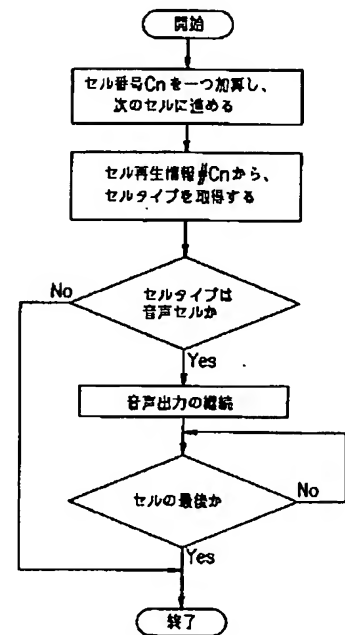 開始
セル番号Cnを一つ加算し、
次のセルに進める
セル再生情報#Cnから、
セルタイプを取得する
セルタイプは
音声セルか
No
Yes
音声出力の継続
セルの最後か
No
Yes
終了